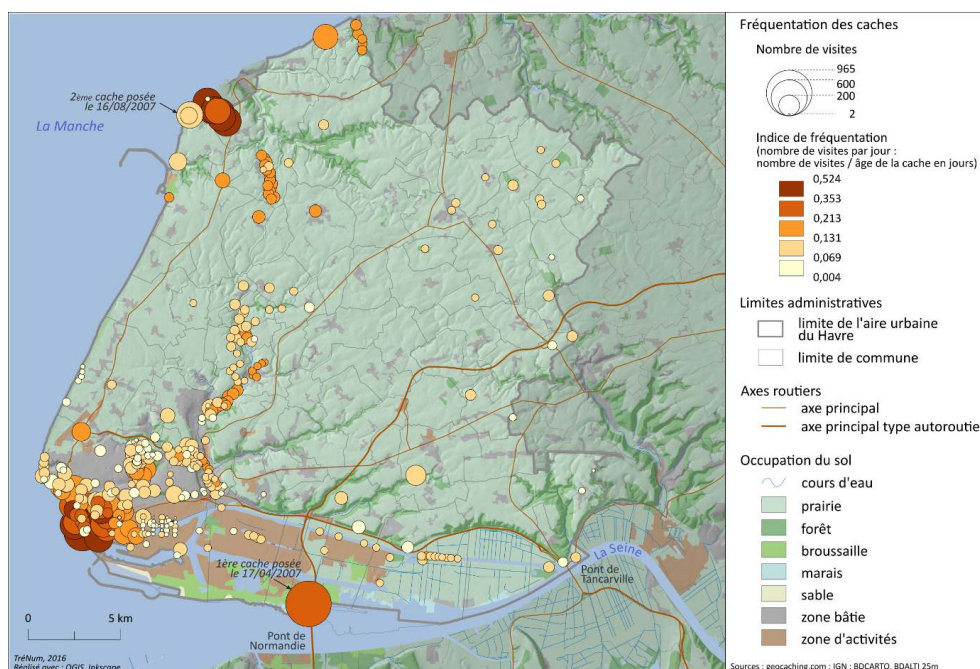 2ème cache posée
le 16/08/2007
La Manche
1ère cache posée
le 17/04/2007
La Seine
Pont de
Tancarville
Pont de
Normandie
0 5 km
TréNum, 2016
Réalisé avec : QGIS, Inkscape
Fréquentation des caches
Nombre de visites
965
600
200
2
Indice de fréquentation
(nombre de visites par jour :
nombre de visites / âge de la cache en jours)
0,524
0,353
0,213
0,131
0,069
0,004
Limites administratives
limite de l'aire urbaine
du Havre
limite de commune
Axes routiers
axe principal
axe principal type autoroutier
Occupation du sol
cours d'eau
prairie
forêt
broussaille
marais
sable
zone bâtie
zone d'activités
Sources : geocaching.com ; IGN : BDCARTO, BDALTI 25m